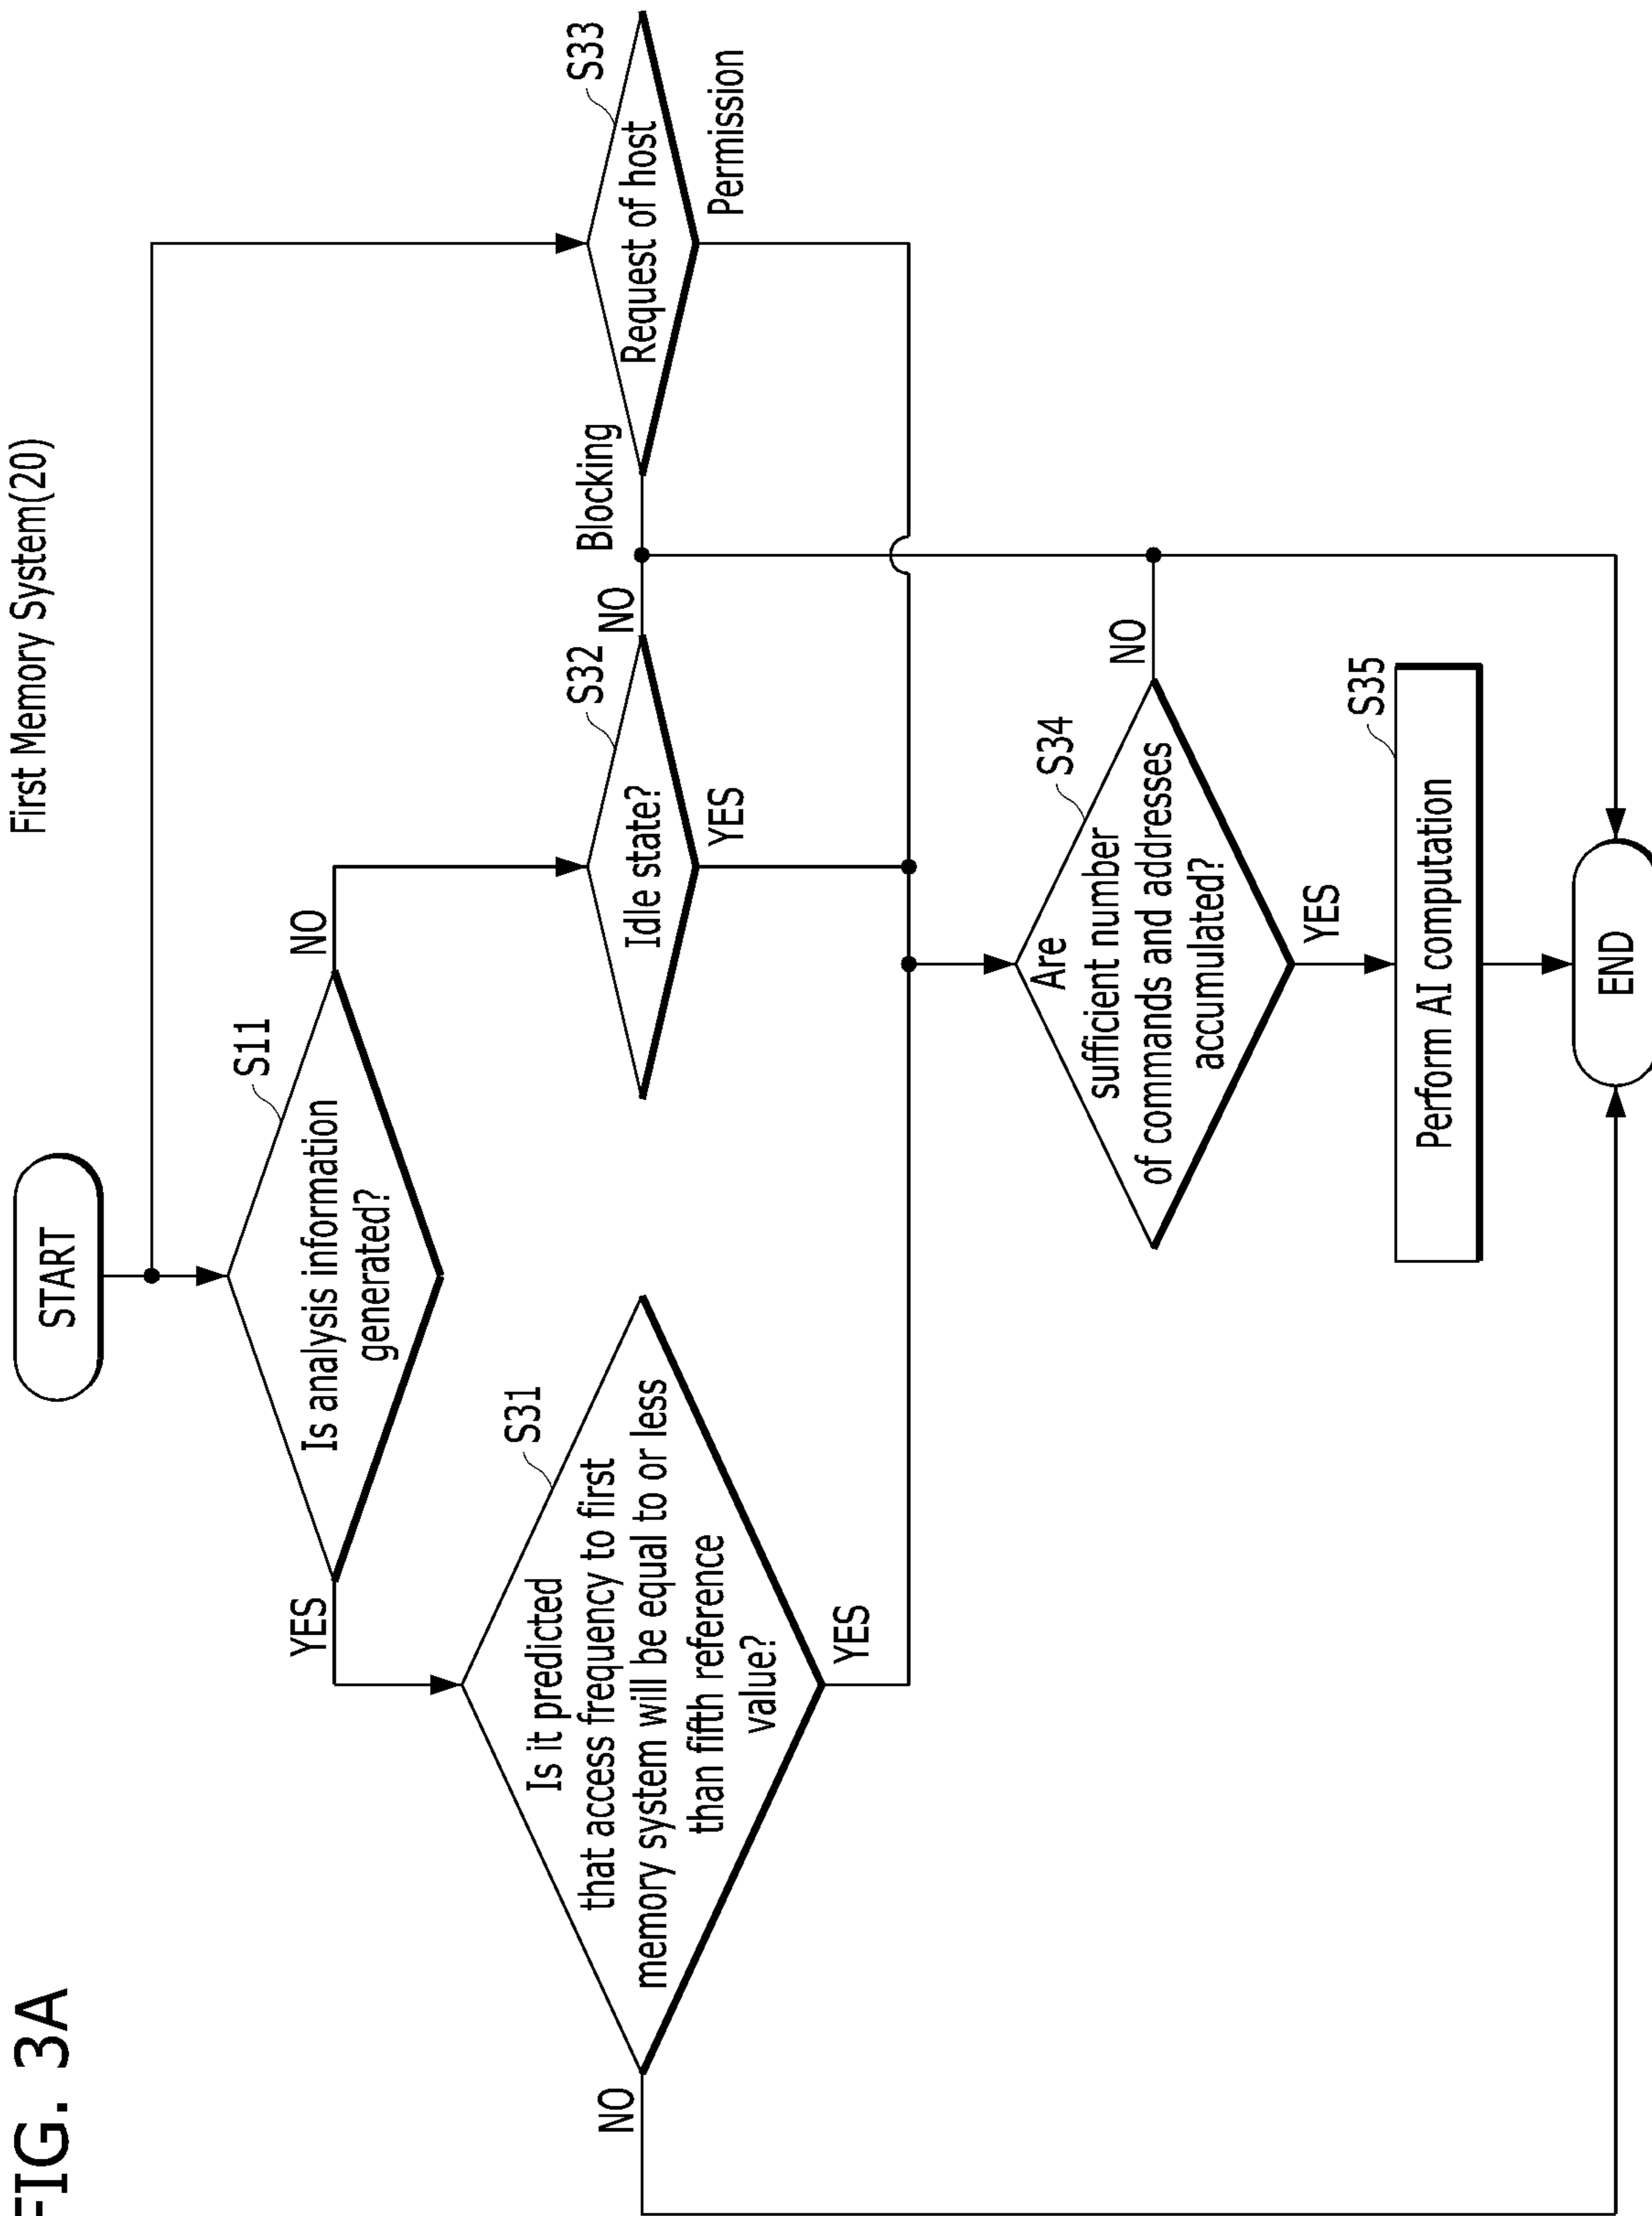 FIG. 3A
First Memory System(20)
START
S11
Is analysis information
generated?
YES
NO
S31
Is it predicted
that access frequency to first
memory system will be equal to or less
than fifth reference
value?
NO
YES
S32
Idle state?
NO
YES
S33
Request of host
Blocking
Permission
S34
Are
sufficient number
of commands and addresses
accumulated?
NO
YES
S35
Perform AI computation
END